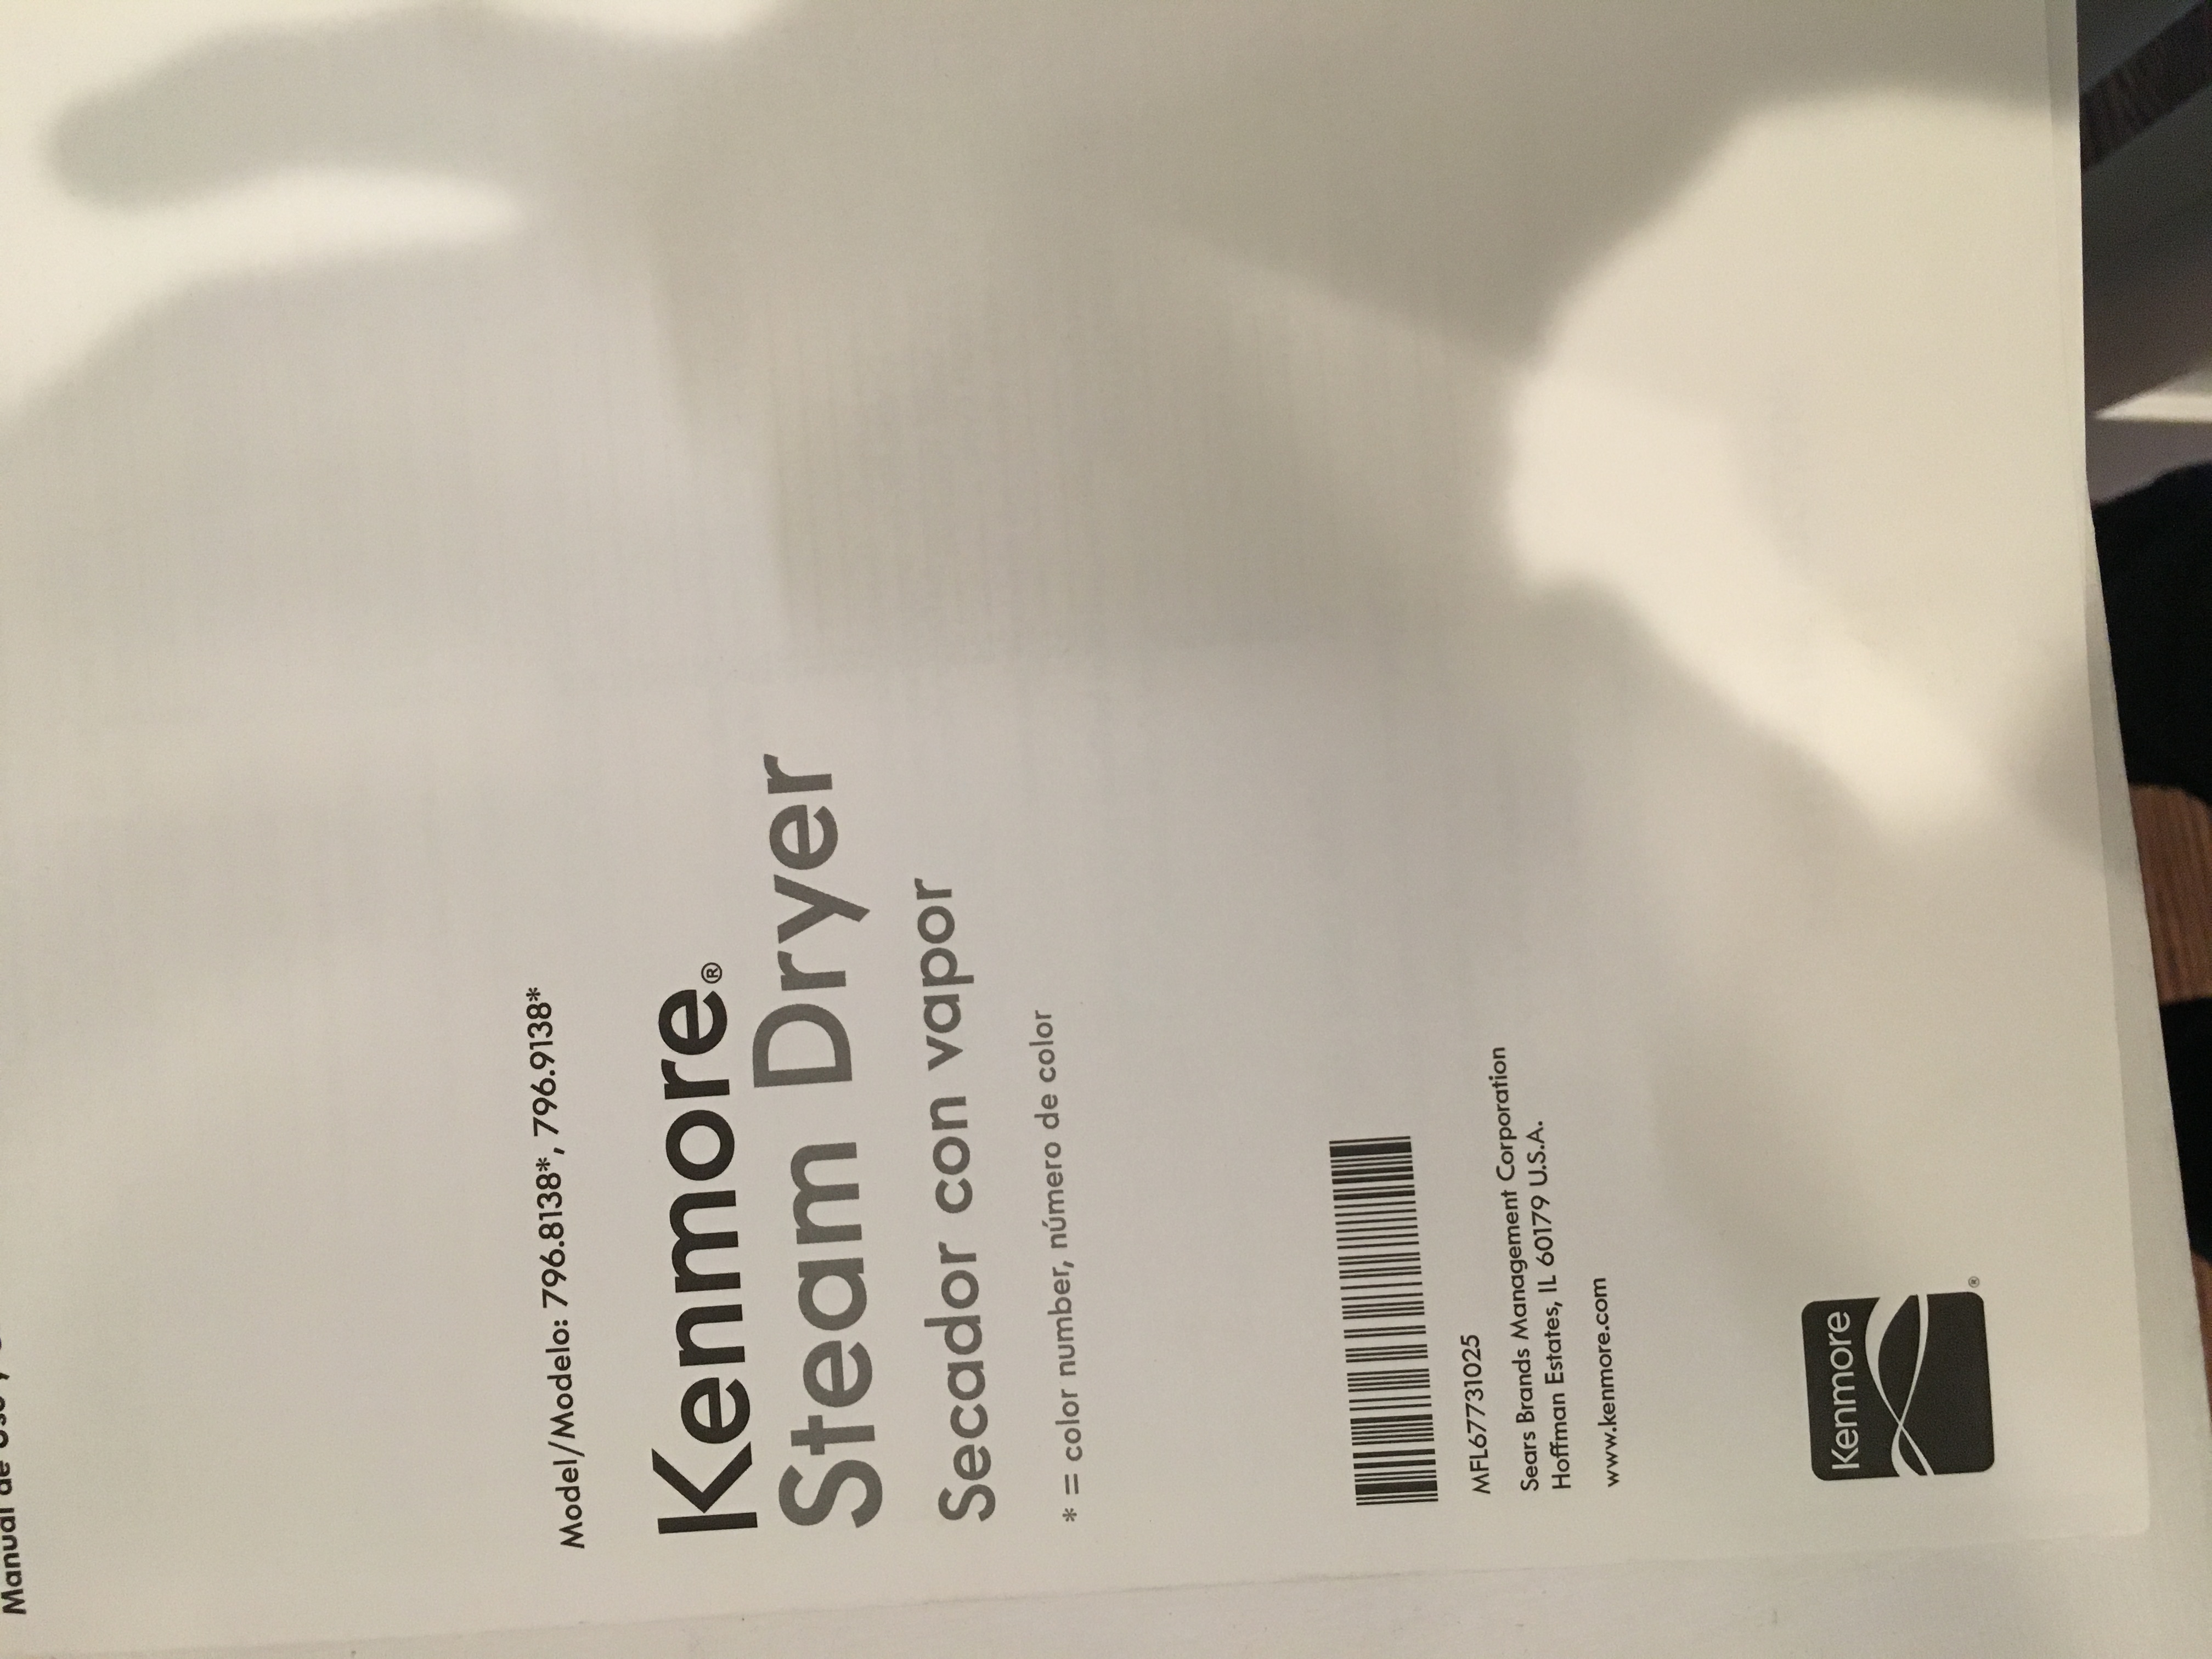 Manual de Uso y
Model/Modelo: 796.8138*, 796.9138*
Kenmore®
Steam Dryer
Secador con vapor
* = color number, número de color
MFL67731025
Sears Brands Management Corporation
Hoffman Estates, IL 60179 U.S.A.
www.kenmore.com
Kenmore®